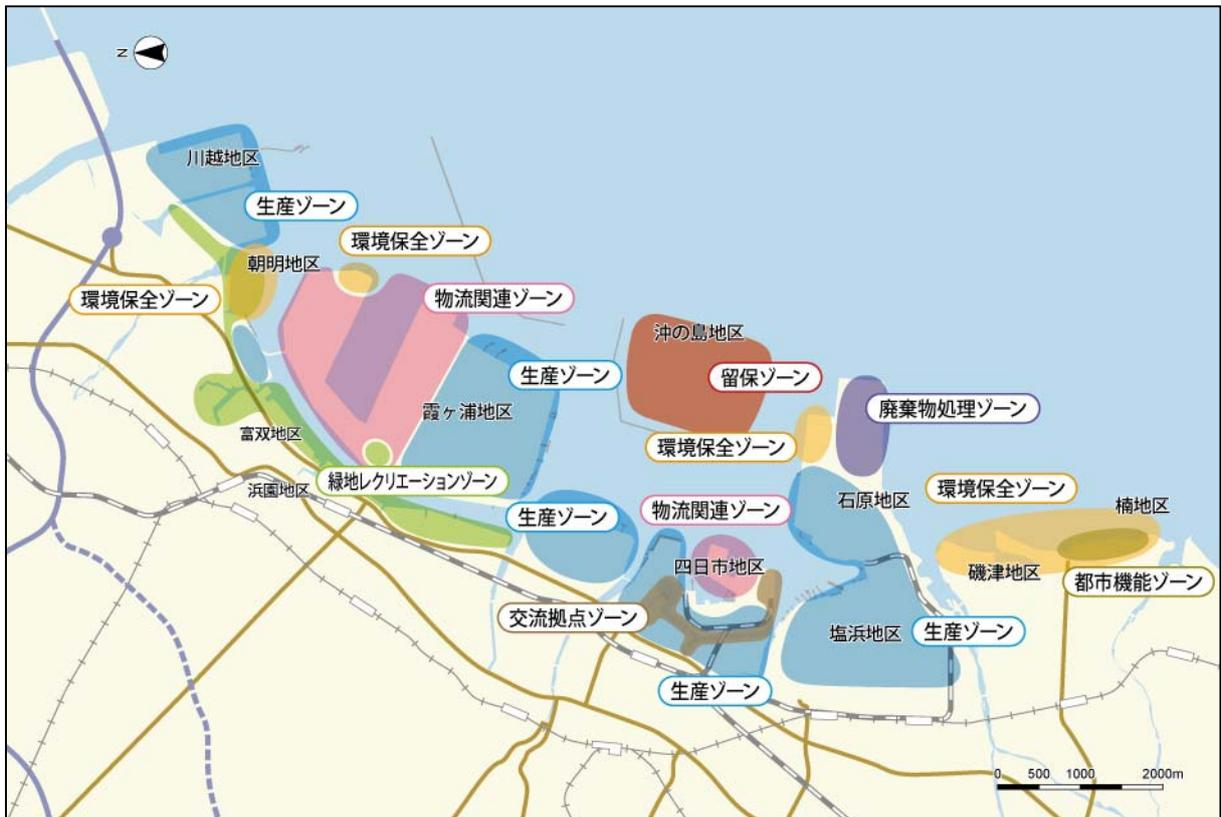 N
川越地区
生産ゾーン
環境保全ゾーン
朝明地区
環境保全ゾーン
物流関連ゾーン
沖の島地区
生産ゾーン
留保ゾーン
霞ヶ浦地区
廃棄物処理ゾーン
富双地区
環境保全ゾーン
緑地レクリエーションゾーン
浜園地区
環境保全ゾーン
石原地区
楠地区
生産ゾーン
物流関連ゾーン
四日市地区
磯津地区
都市機能ゾーン
交流拠点ゾーン
塩浜地区
生産ゾーン
生産ゾーン
0 500 1000 2000m